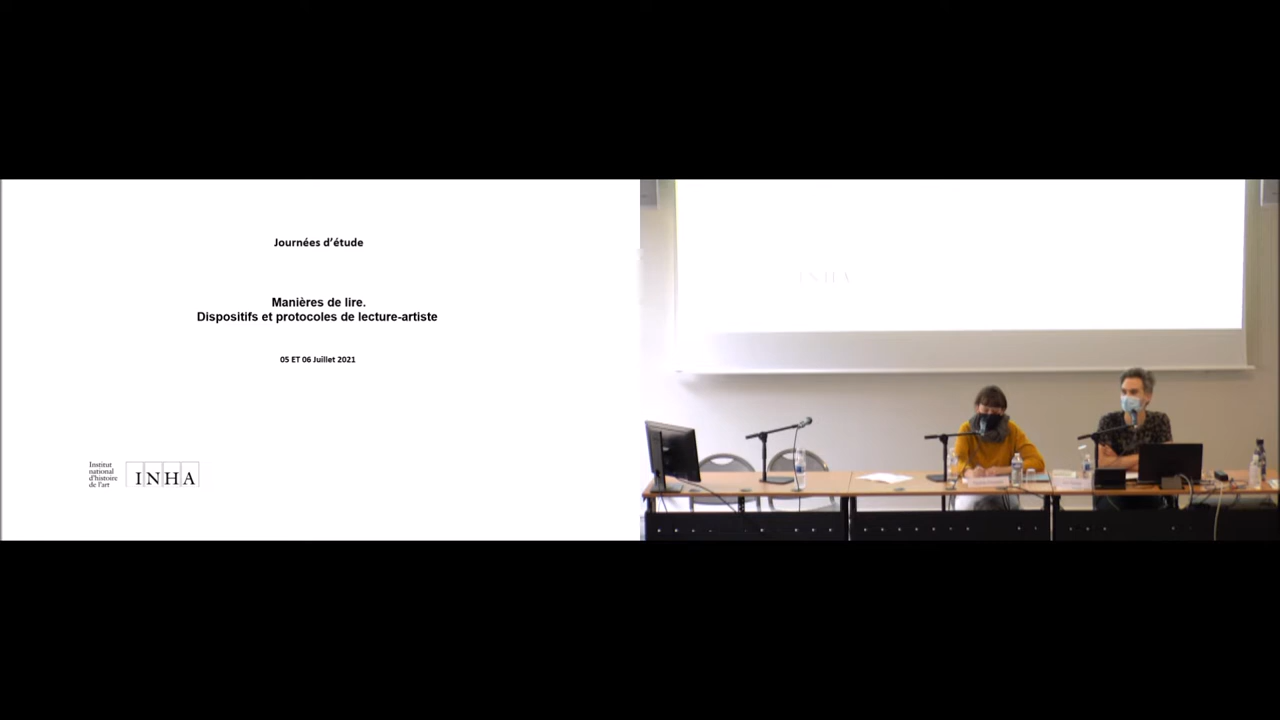 Journées d'étude
Manières de lire.
Dispositifs et protocoles de lecture-artiste
05 ET 06 Juillet 2021
Institut
national
d'histoire
de l'art
INHA
INHA